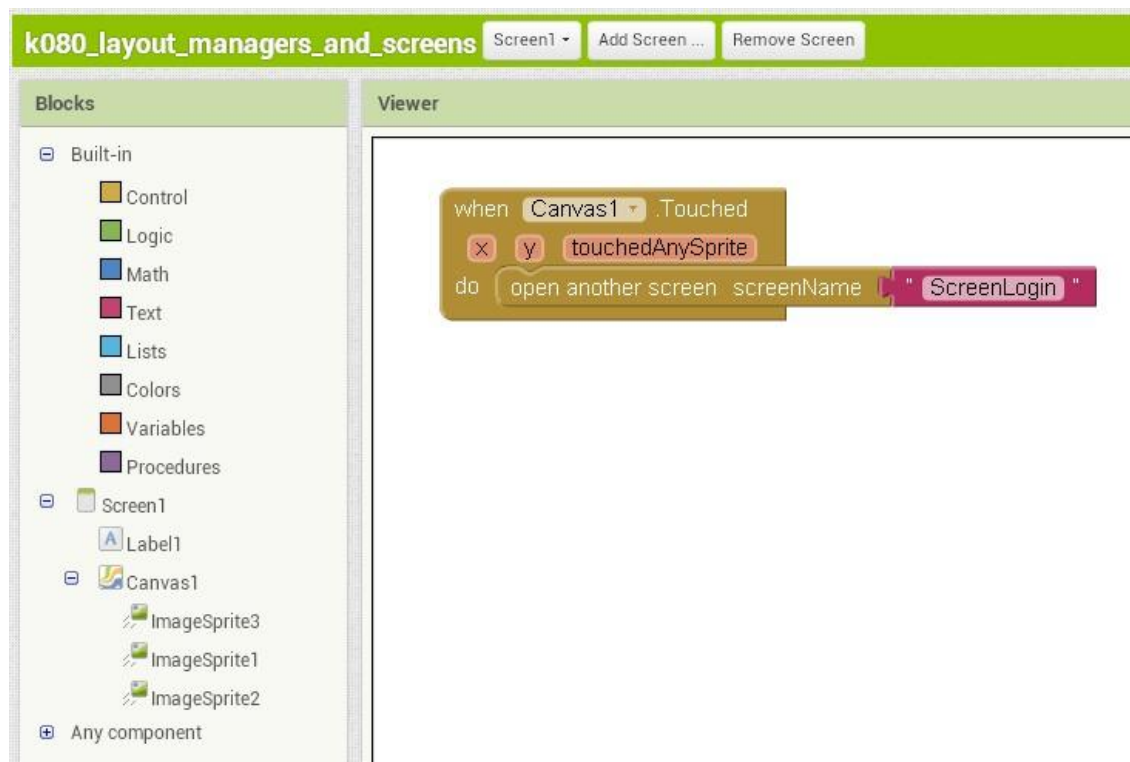 k080_layout_managers_and_screens Screen1 Add Screen ... Remove Screen
Blocks
Built-in
Control
Logic
Math
Text
Lists
Colors
Variables
Procedures
Screen1
Label1
Canvas1
ImageSprite3
ImageSprite1
ImageSprite2
Any component
Viewer
when Canvas1 .Touched
x y touchedAnySprite
do open another screen screenName " ScreenLogin "